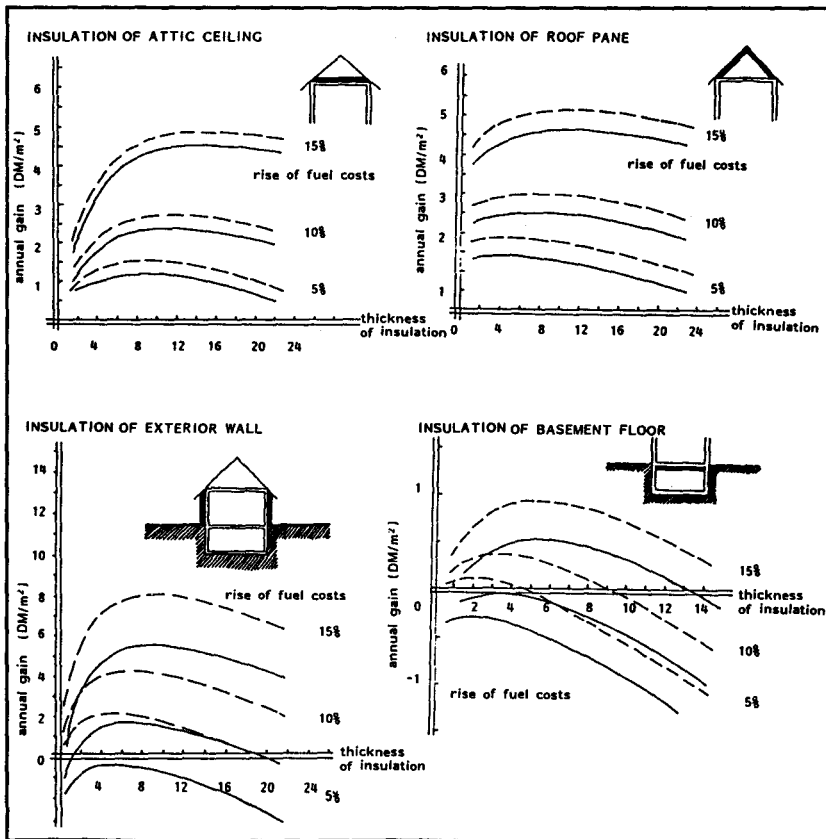 INSULATION OF ATTIC CEILING
annual gain (DM/m²)
6
5
4
3
2
1
15%
rise of fuel costs
10%
5%
thickness
of insulation
0 4 8 12 16 20 24
INSULATION OF ROOF PANE
annual gain (DM/m²)
6
5
4
3
2
1
15%
rise of fuel costs
10%
5%
thickness
of insulation
0 4 8 12 16 20 24
INSULATION OF EXTERIOR WALL
annual gain (DM/m²)
14
12
10
8
6
4
2
0
rise of fuel costs
15%
10%
thickness
of insulation
4 8 12 16 20 24
5%
INSULATION OF BASEMENT FLOOR
annual gain (DM/m²)
1
0
-1
15%
thickness
of insulation
2 4 6 8 10 12 14
10%
5%
rise of fuel costs